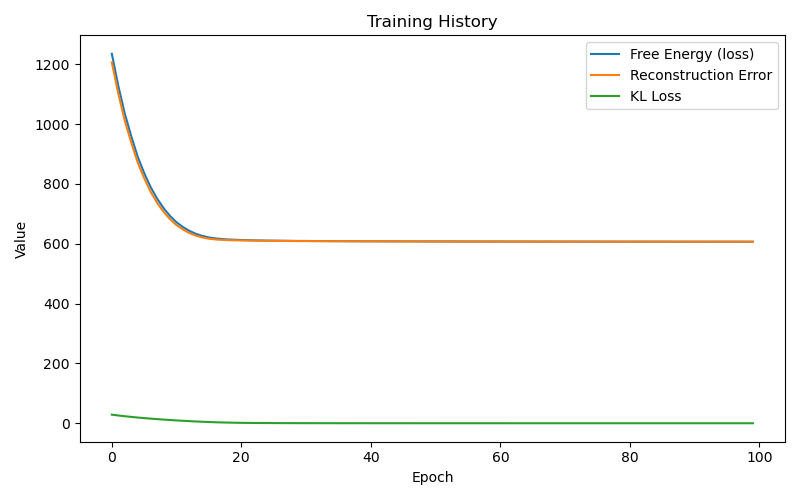 Training History
Free Energy (loss)
Reconstruction Error
KL Loss
Value
1200
1000
800
600
400
200
0
0 20 40 60 80 100
Epoch